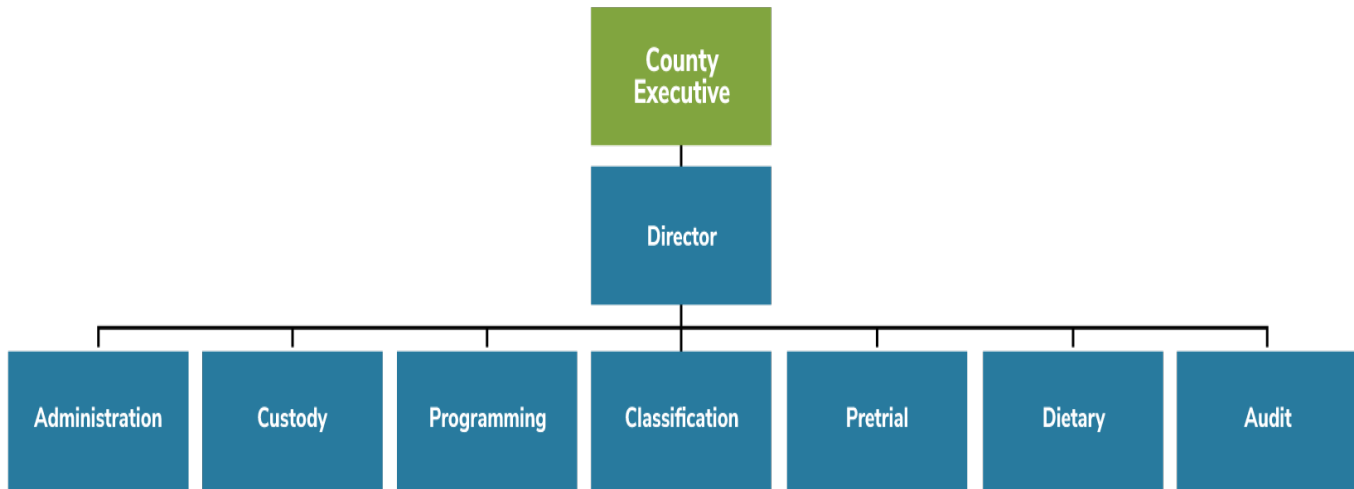 County
Executive
Director
Administration
Custody
Programming
Classification
Pretrial
Dietary
Audit